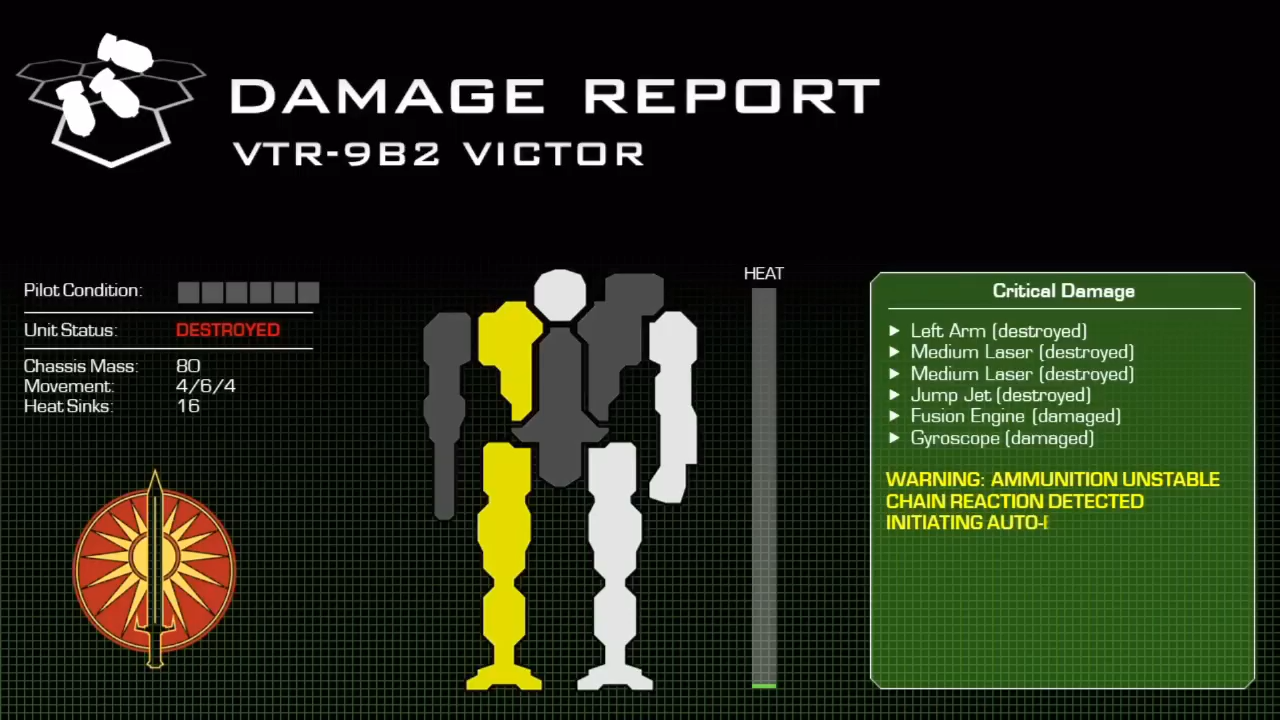 DAMAGE REPORT
VTR-9B2 VICTOR
Pilot Condition:
Unit Status: DESTROYED
Chassis Mass: 80
Movement: 4/6/4
Heat Sinks: 16
HEAT
Critical Damage
Left Arm (destroyed)
Medium Laser (destroyed)
Medium Laser (destroyed)
Jump Jet (destroyed)
Fusion Engine (damaged)
Gyroscope (damaged)
WARNING: AMMUNITION UNSTABLE
CHAIN REACTION DETECTED
INITIATING AUTO-